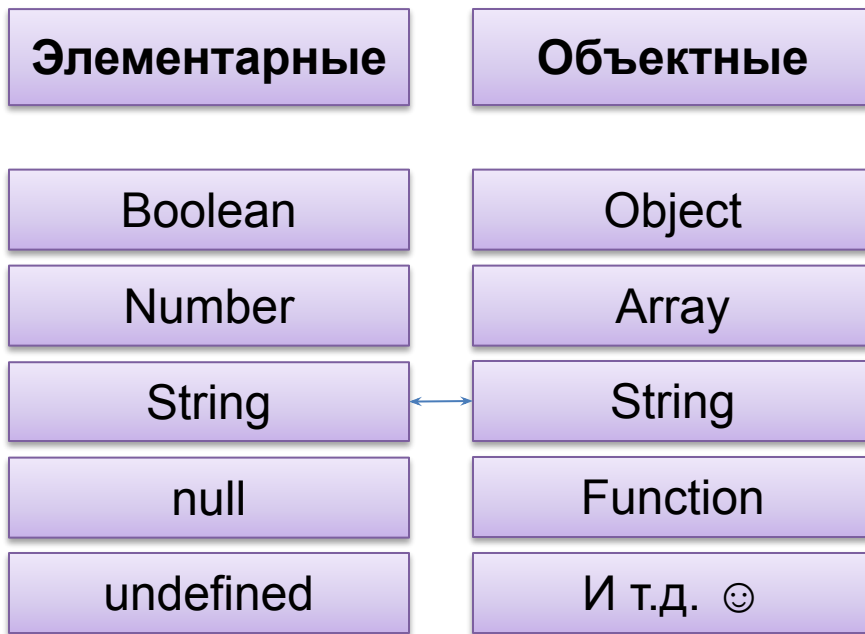 Элементарные
Объектные
Boolean
Object
Number
Array
String
String
null
Function
undefined
И т.д. ☺